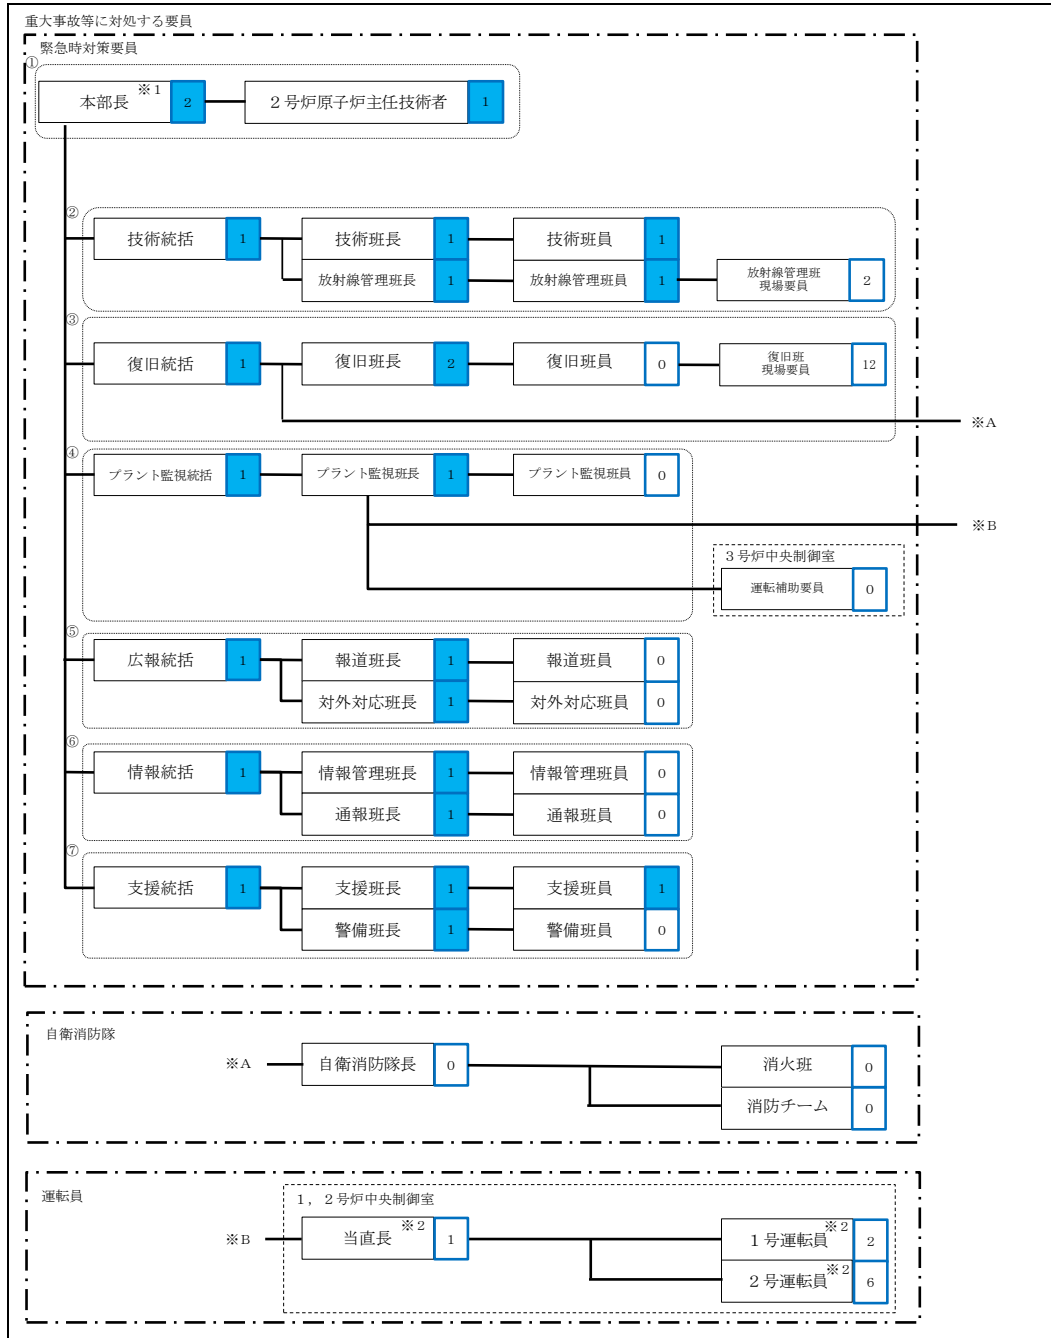 重大事故等に対処する要員
緊急時対策要員
①
本部長 ※1 2 2号炉原子炉主任技術者 1
②
技術統括 1 技術班長 1 技術班員 1
放射線管理班長 1 放射線管理班員 1 放射線管理班
現場要員 2
③
復旧統括 1 復旧班長 2 復旧班員 0 復旧班
現場要員 12
※A
④
プラント監視統括 1 プラント監視班長 1 プラント監視班員 0
※B
3号炉中央制御室
運転補助要員 0
⑤
広報統括 1 報道班長 1 報道班員 0
対外対応班長 1 対外対応班員 0
⑥
情報統括 1 情報管理班長 1 情報管理班員 0
通報班長 1 通報班員 0
⑦
支援統括 1 支援班長 1 支援班員 1
警備班長 1 警備班員 0
自衛消防隊
※A 自衛消防隊長 0 消火班 0
消防チーム 0
運転員
1，2号炉中央制御室
※B 当直長 ※2 1 1号運転員 ※2 2
2号運転員 ※2 6